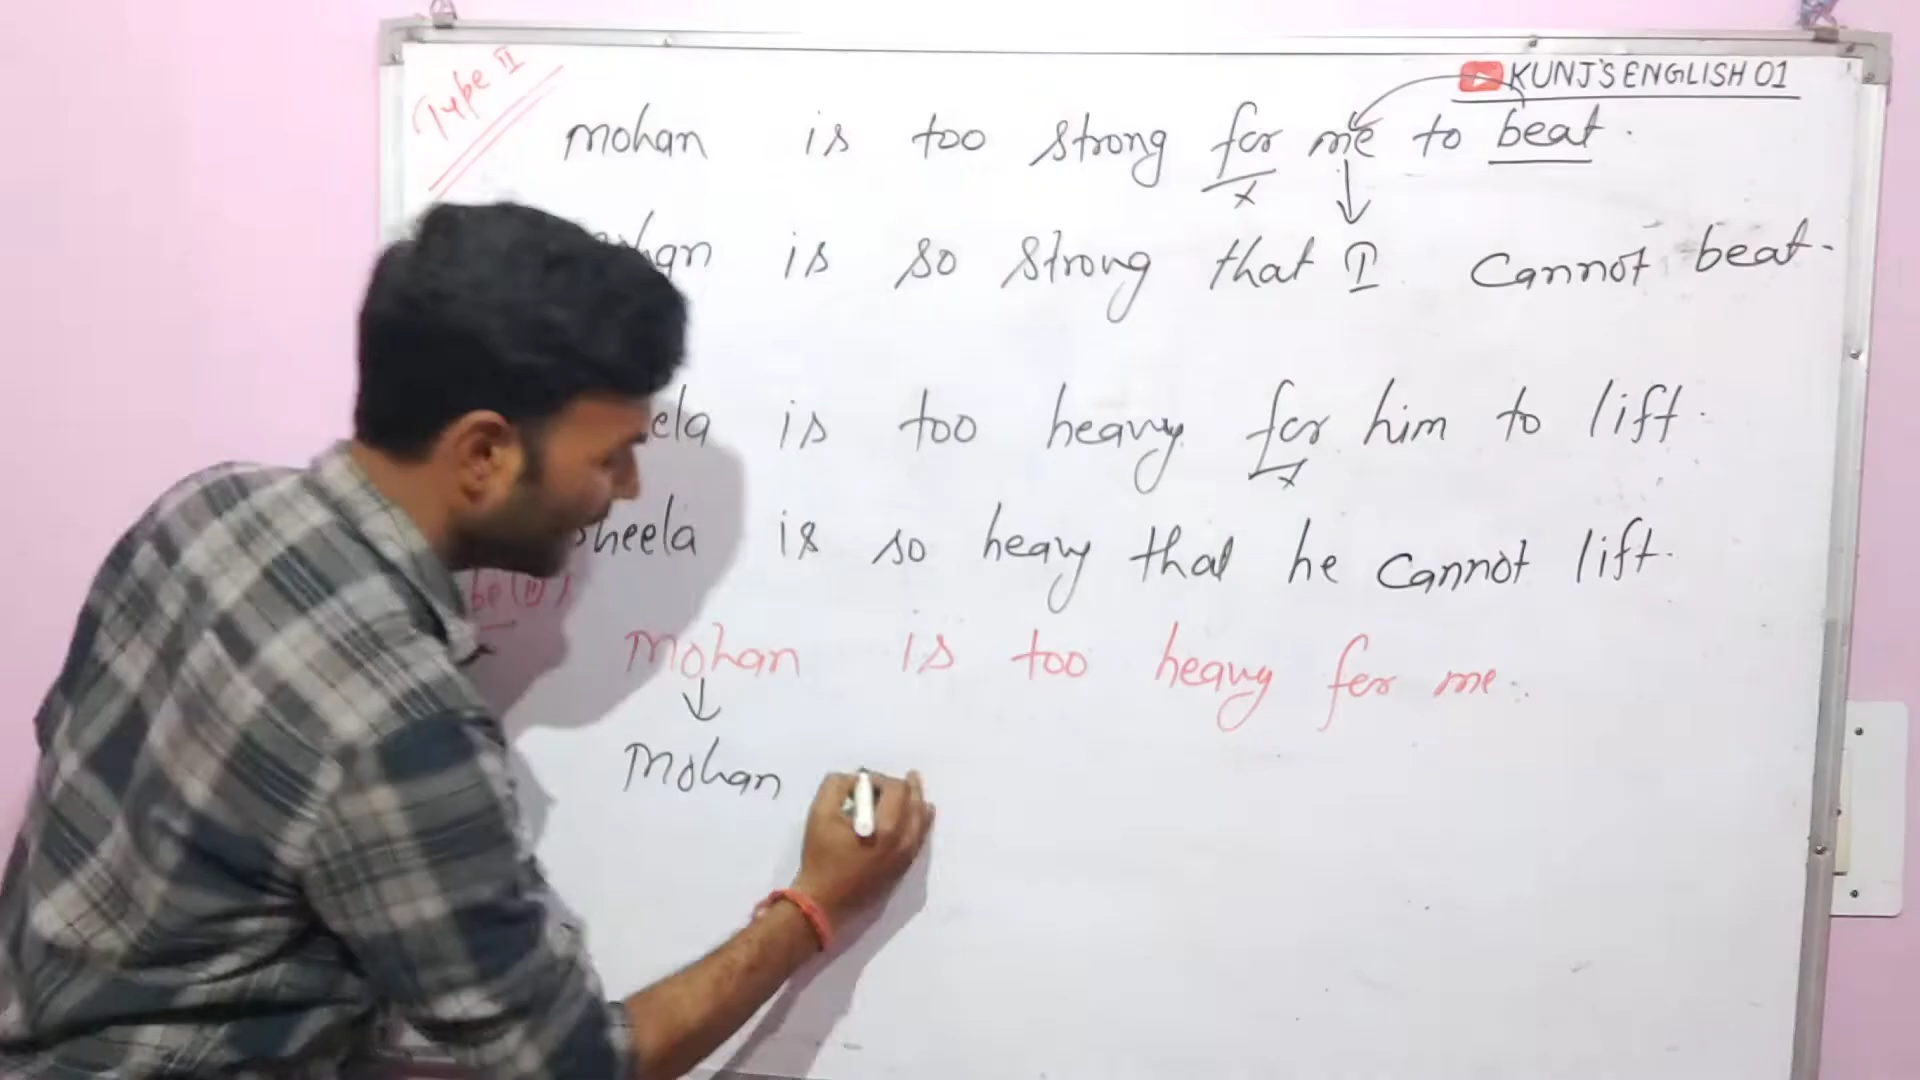 Type II
KUNJ'S ENGLISH 01
Mohan is too strong for me to beat.
x
is so strong that I cannot beat.
is too heavy for him to lift.
x
Sheela is so heavy that he cannot lift.
Mohan is too heavy for me.
Mohan